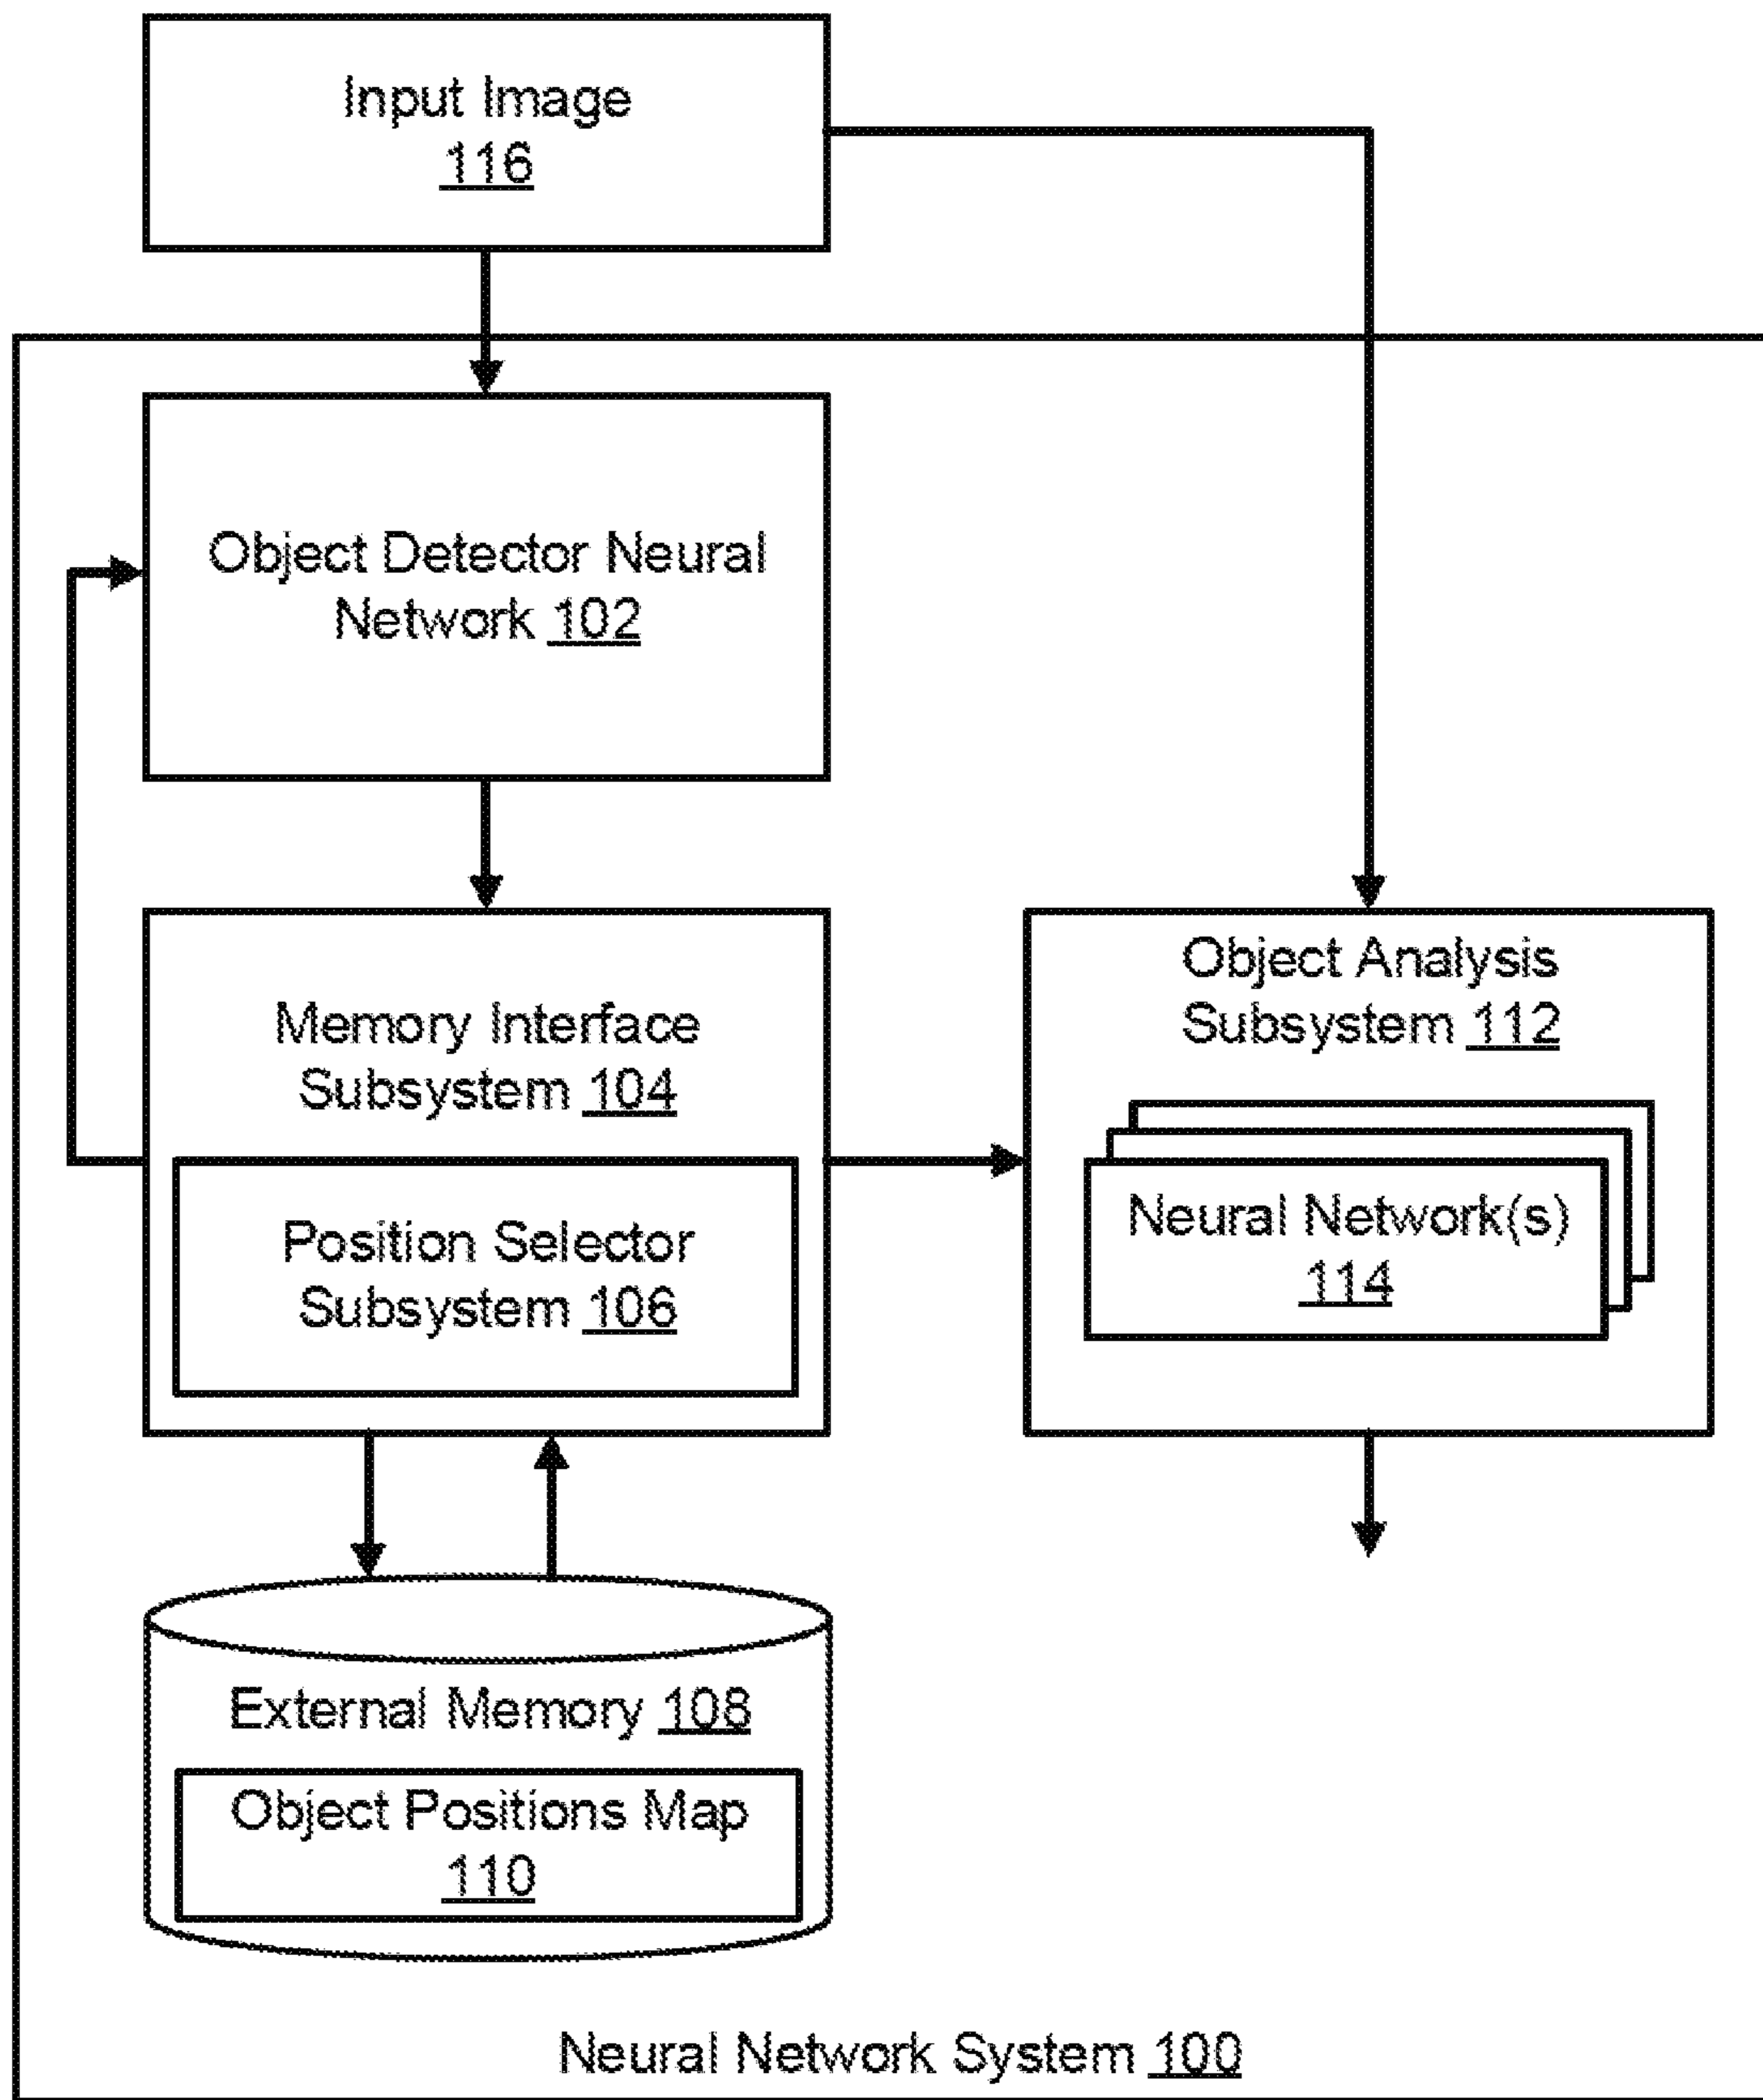 Input Image
116
Object Detector Neural
Network 102
Memory Interface
Subsystem 104
Position Selector
Subsystem 106
Object Analysis
Subsystem 112
Neural Network(s)
114
External Memory 108
Object Positions Map
110
Neural Network System 100